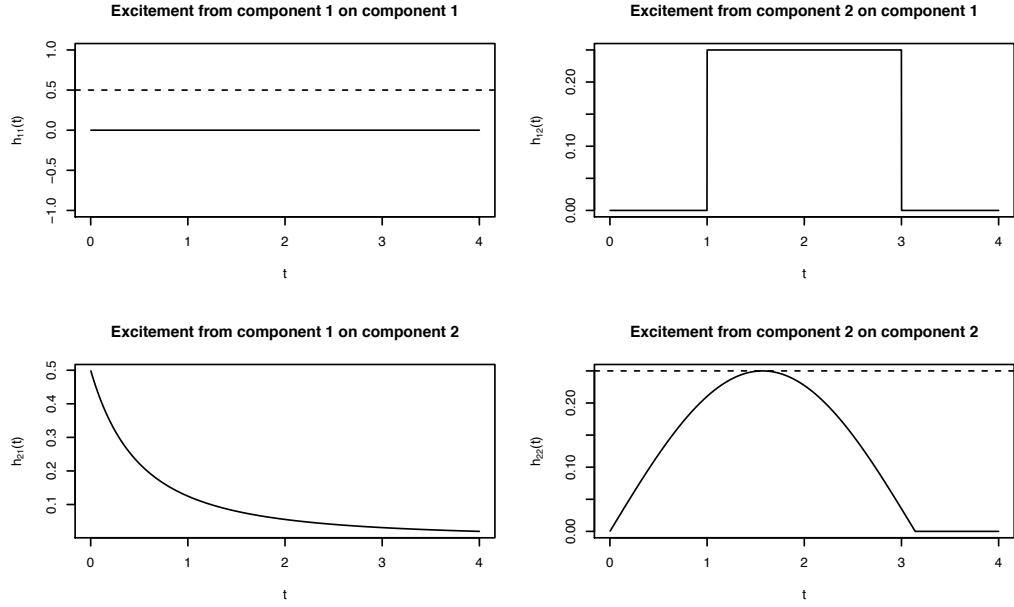 Excitement from component 1 on component 1
h11(t)
1.0
0.5
0.0
−0.5
−1.0
0 1 2 3 4
t
Excitement from component 2 on component 1
h12(t)
0.20
0.10
0.00
0 1 2 3 4
t
Excitement from component 1 on component 2
h21(t)
0.5
0.4
0.3
0.2
0.1
0 1 2 3 4
t
Excitement from component 2 on component 2
h22(t)
0.20
0.10
0.00
0 1 2 3 4
t